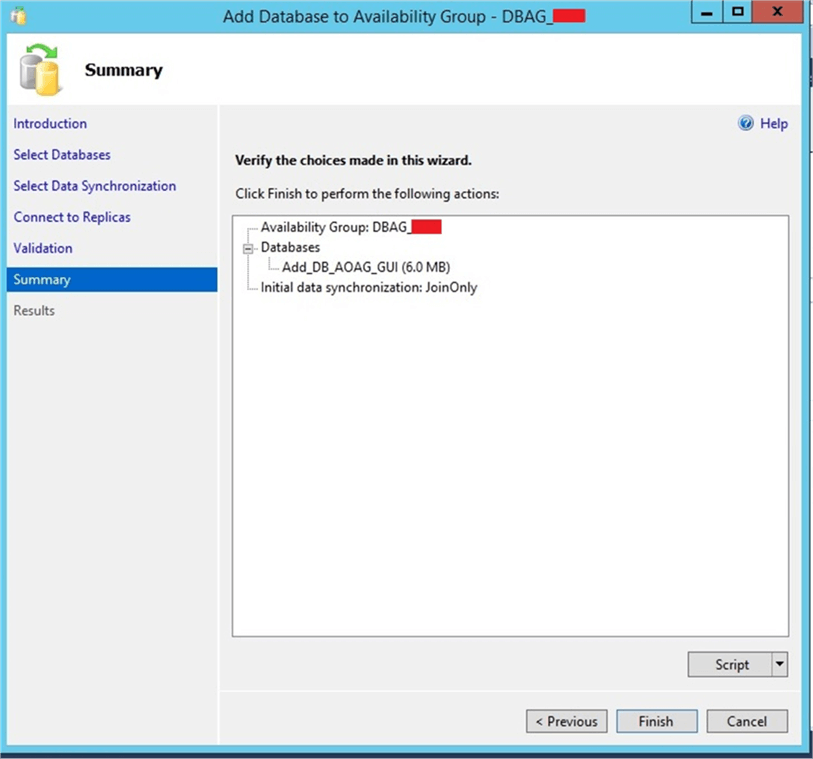 Add Database to Availability Group - DBAG_
Summary
Introduction
Select Databases
Select Data Synchronization
Connect to Replicas
Validation
Summary
Results
Help
Verify the choices made in this wizard.
Click Finish to perform the following actions:
Availability Group: DBAG_
Databases
Add_DB_AOAG_GUI (6.0 MB)
Initial data synchronization: JoinOnly
Script
< Previous
Finish
Cancel